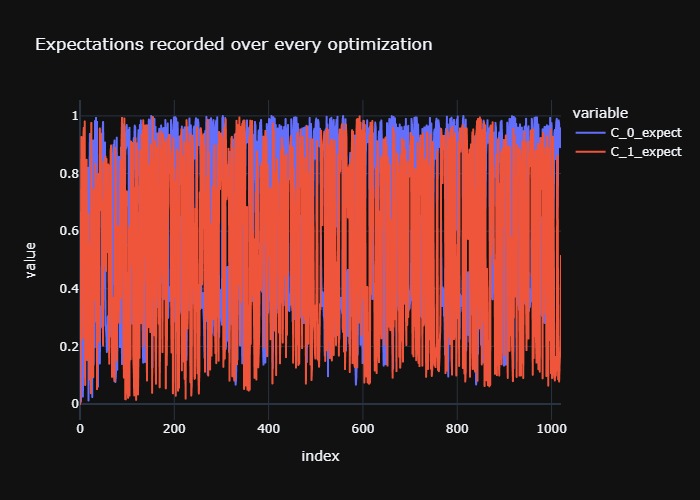 Expectations recorded over every optimization
variable
C_0_expect
C_1_expect
1
0.8
0.6
0.4
0.2
0
value
0 200 400 600 800 1000
index